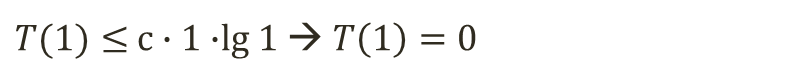 T(1) ≤ c · 1 ·lg 1 → T(1) = 0